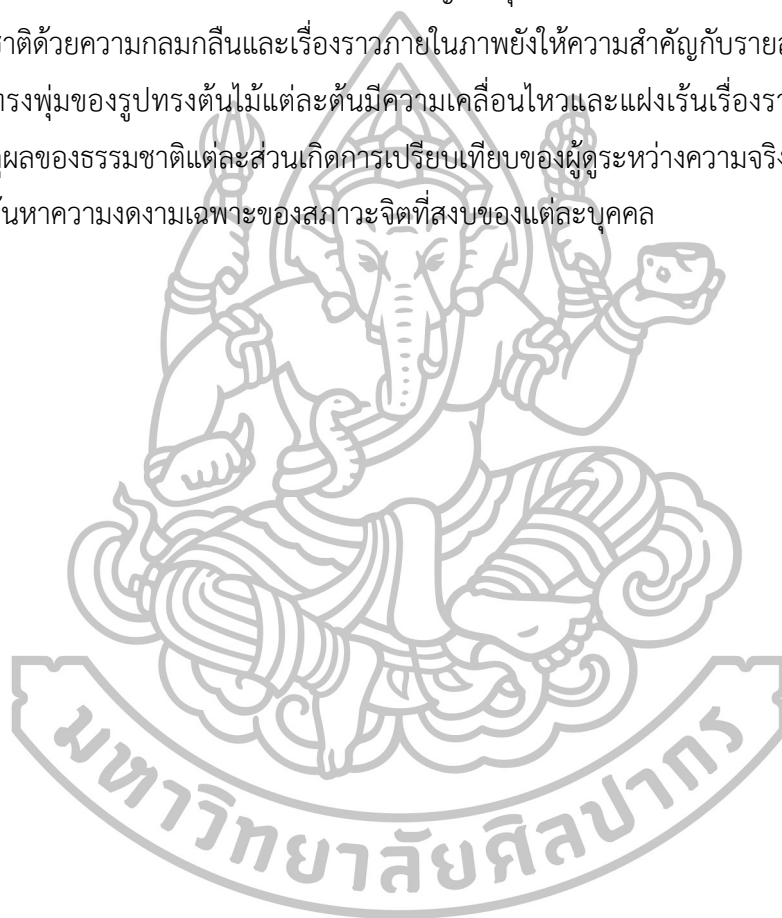 ชาติด้วยความกลมกลืนและเรื่องราวภายในภาพยังให้ความสำคัญกับราย
ทรงพุ่มของรูปทรงต้นไม้แต่ละต้นมีความเคลื่อนไหวและแฝงเร้นเรื่องรา
ผลของธรรมชาติแต่ละส่วนเกิดการเปรียบเทียบของผู้ดูระหว่างความจริง
ค้นหาความงดงามเฉพาะของสภาวะจิตที่สงบของแต่ละบุคคล
มหาวิทยาลัยศิลปากร